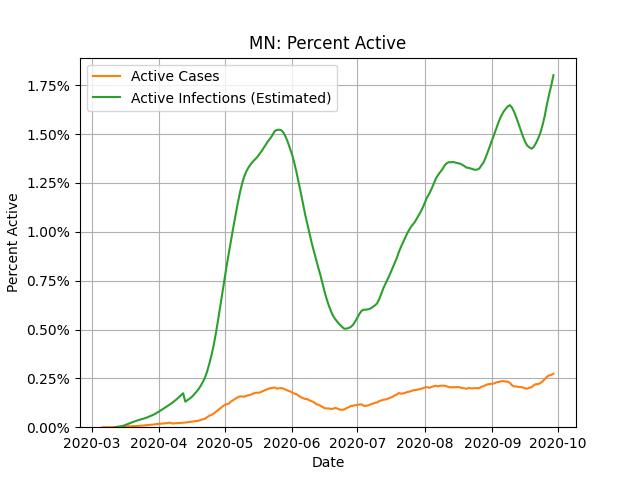 MN: Percent Active
Active Cases
Active Infections (Estimated)
Percent Active
1.75%
1.50%
1.25%
1.00%
0.75%
0.50%
0.25%
0.00%
2020-03 2020-04 2020-05 2020-06 2020-07 2020-08 2020-09 2020-10
Date